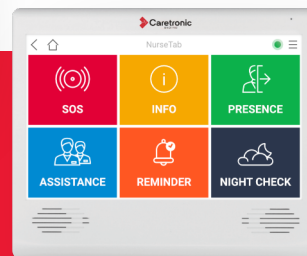 Caretronic
NurseTab
SOS
INFO
PRESENCE
ASSISTANCE
REMINDER
NIGHT CHECK